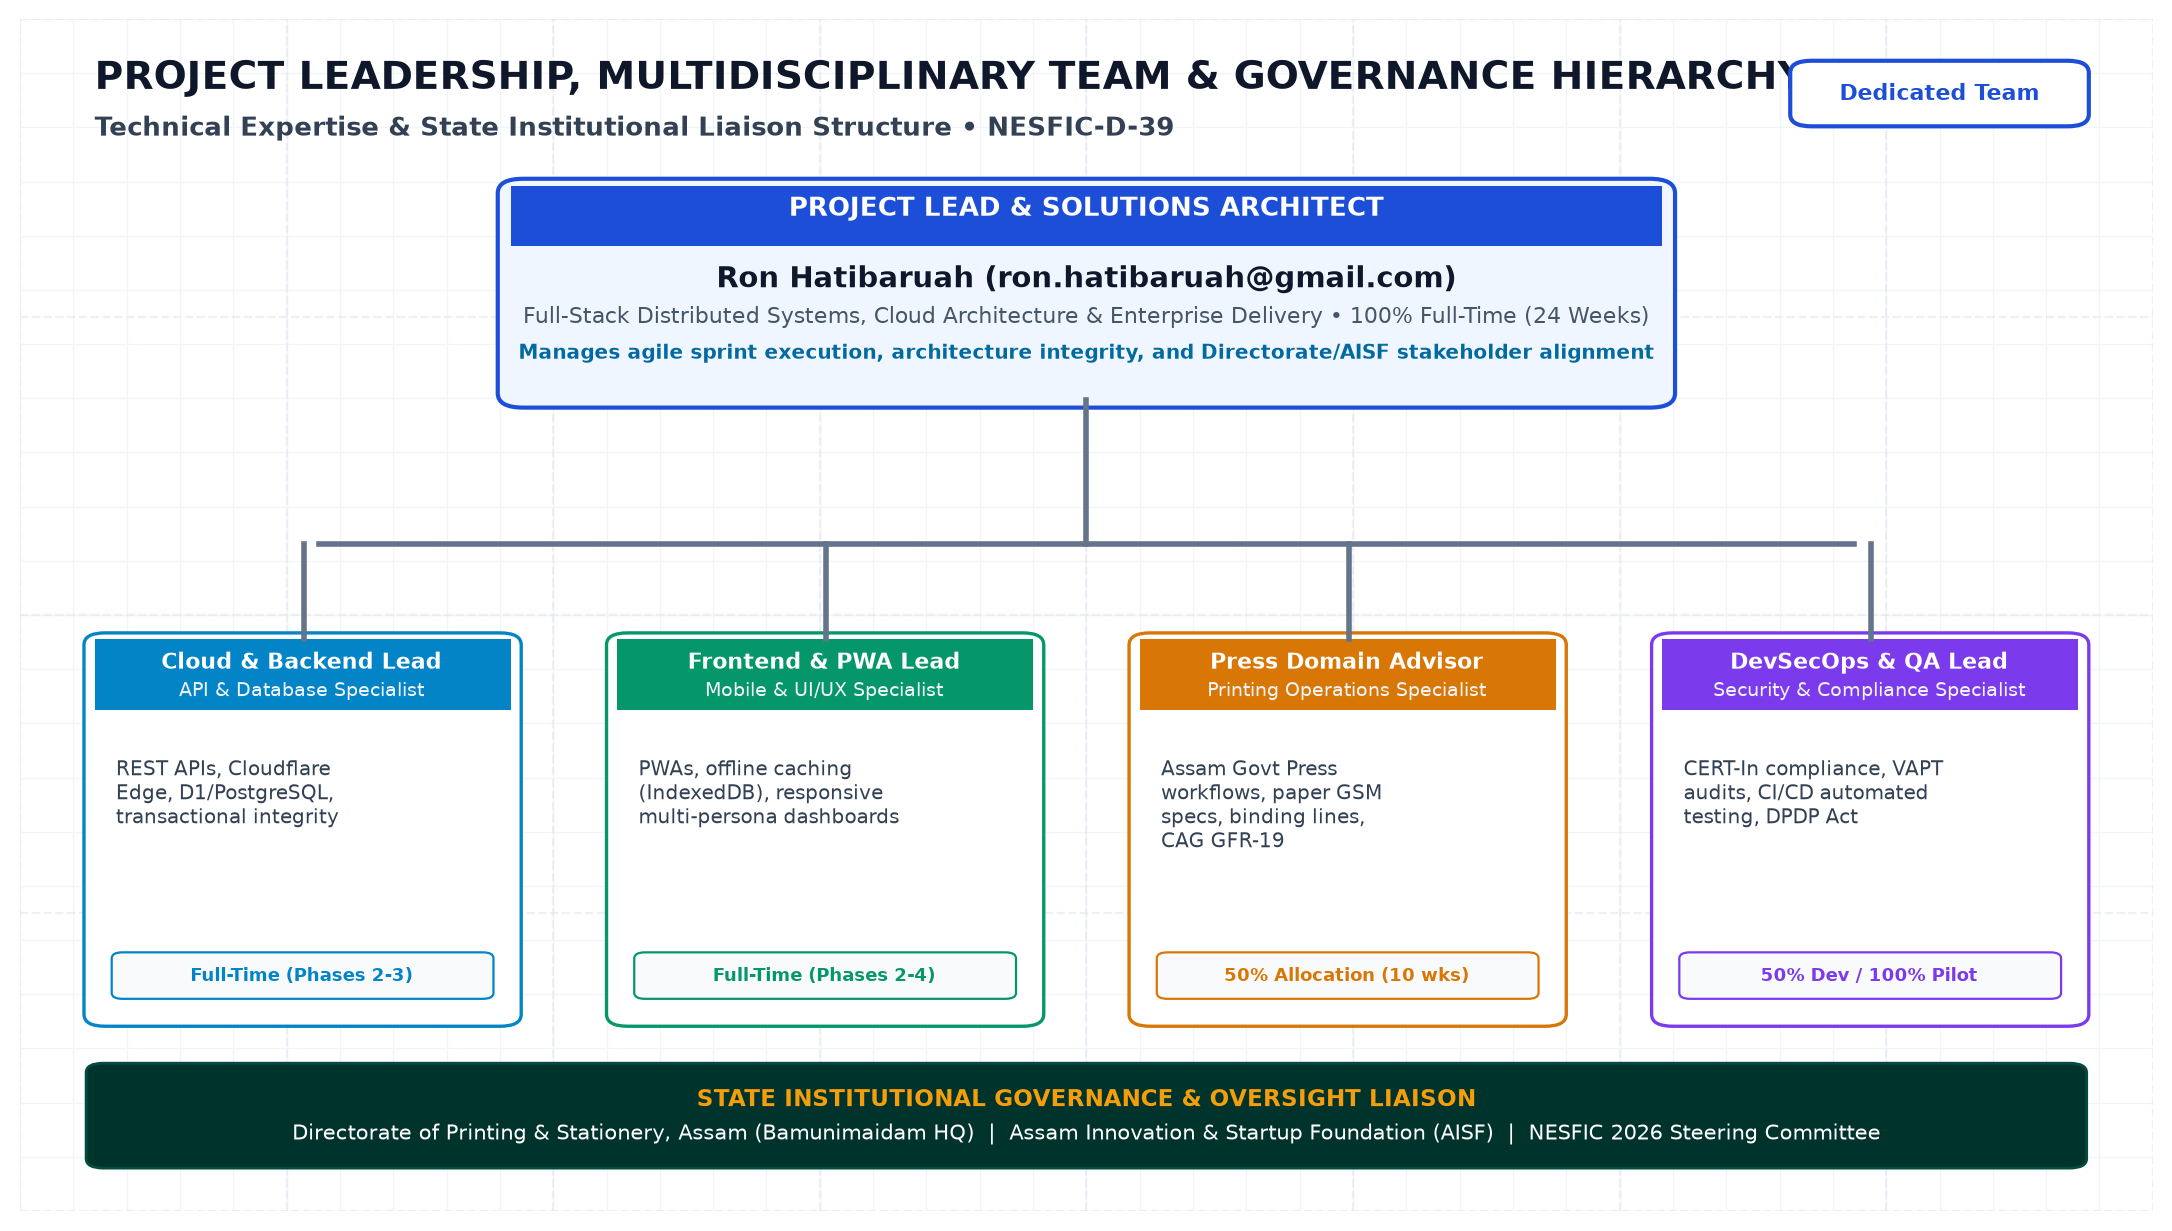 PROJECT LEADERSHIP, MULTIDISCIPLINARY TEAM & GOVERNANCE HIERARCHY
Dedicated Team
Technical Expertise & State Institutional Liaison Structure • NESFIC-D-39
PROJECT LEAD & SOLUTIONS ARCHITECT
Ron Hatibaruah (ron.hatibaruah@gmail.com)
Full-Stack Distributed Systems, Cloud Architecture & Enterprise Delivery • 100% Full-Time (24 Weeks)
Manages agile sprint execution, architecture integrity, and Directorate/AISF stakeholder alignment
Cloud & Backend Lead
API & Database Specialist
REST APIs, Cloudflare
Edge, D1/PostgreSQL,
transactional integrity
Full-Time (Phases 2-3)
Frontend & PWA Lead
Mobile & UI/UX Specialist
PWAs, offline caching
(IndexedDB), responsive
multi-persona dashboards
Full-Time (Phases 2-4)
Press Domain Advisor
Printing Operations Specialist
Assam Govt Press
workflows, paper GSM
specs, binding lines,
CAG GFR-19
50% Allocation (10 wks)
DevSecOps & QA Lead
Security & Compliance Specialist
CERT-In compliance, VAPT
audits, CI/CD automated
testing, DPDP Act
50% Dev / 100% Pilot
STATE INSTITUTIONAL GOVERNANCE & OVERSIGHT LIAISON
Directorate of Printing & Stationery, Assam (Bamunimaidam HQ) | Assam Innovation & Startup Foundation (AISF) | NESFIC 2026 Steering Committee